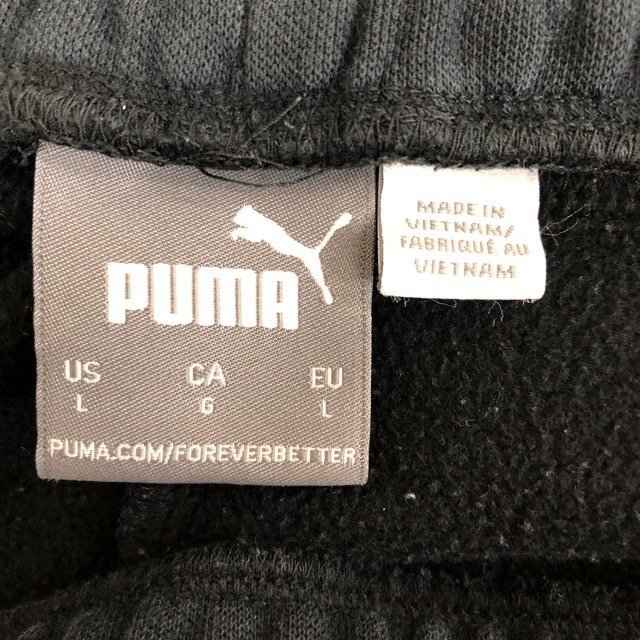 PUMA
US CA EU
L G L
PUMA.COM/FOREVERBETTER
MADE IN
VIETNAM/
FABRIQUÉ AU
VIETNAM